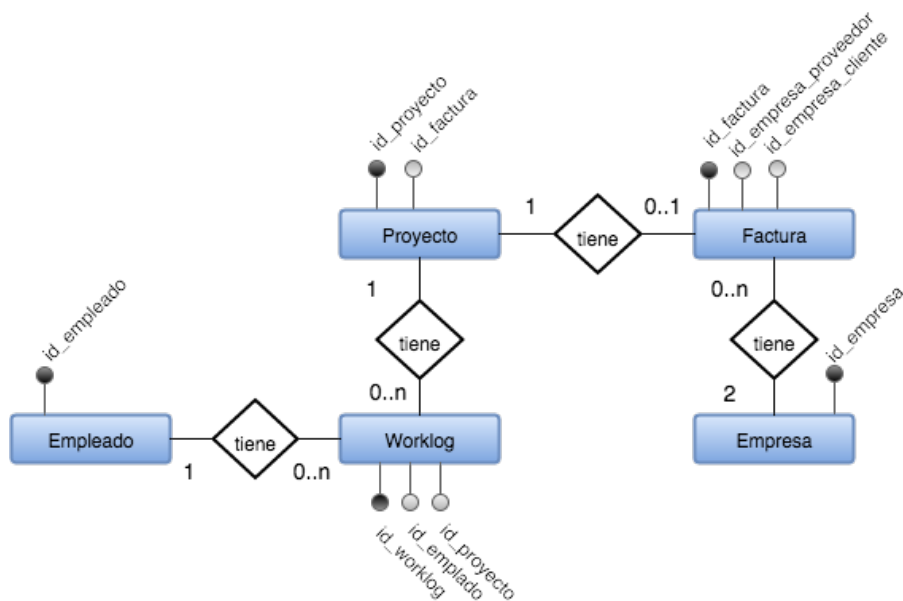 id_proyecto
id_factura
id_factura
id_empresa_proveedor
id_empresa_cliente
Proyecto
1
tiene
0..1
Factura
1
0..n
id_empleado
tiene
tiene
id_empresa
0..n
2
Empleado
1
tiene
0..n
Worklog
Empresa
id_worklog
id_emplado
id_proyecto